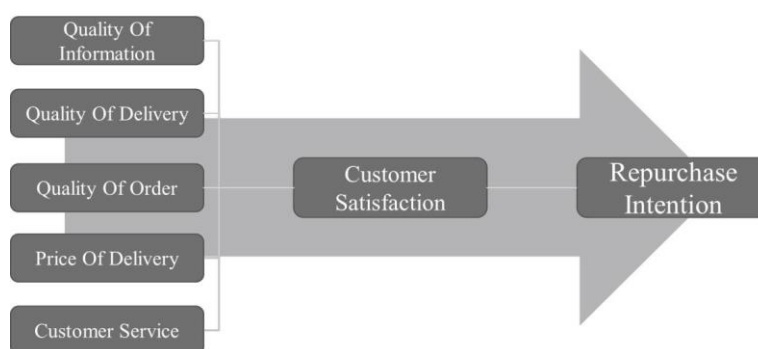 Quality Of
Information
Quality Of Delivery
Quality Of Order
Price Of Delivery
Customer Service
Customer
Satisfaction
Repurchase
Intention